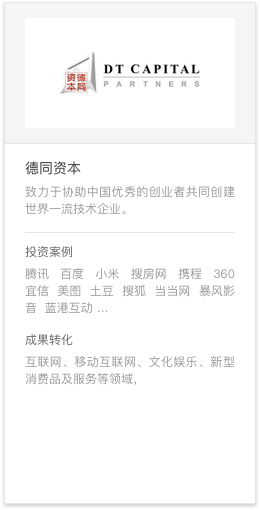 资德
本同
DT CAPITAL
PARTNERS
德同资本
致力于协助中国优秀的创业者共同创建
世界一流技术企业。
投资案例
腾讯 百度 小米 搜房网 携程 360
宜信 美图 土豆 搜狐 当当网 暴风影
音 蓝港互动 ...
成果转化
互联网、移动互联网、文化娱乐、新型
消费品及服务等领域,